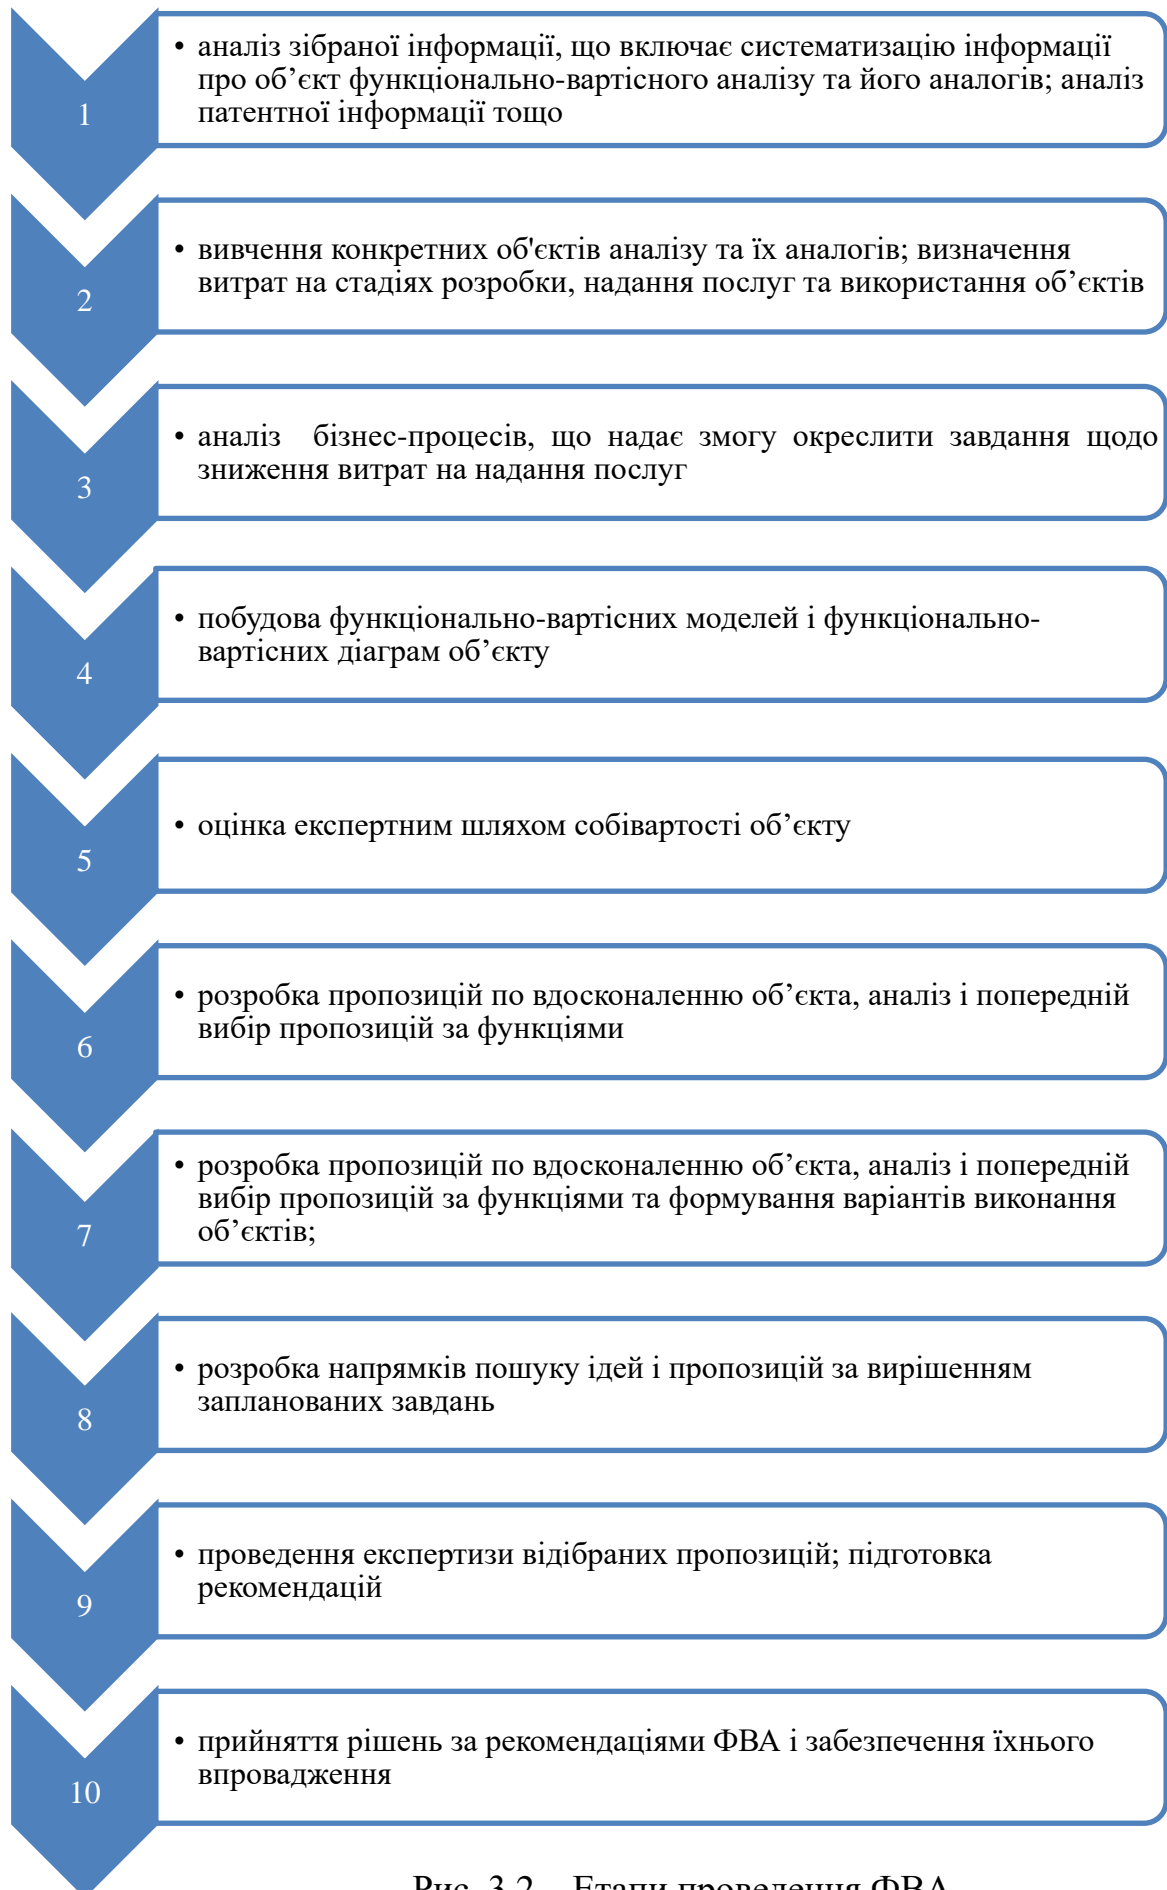 1
• аналіз зібраної інформації, що включає систематизацію інформації
про об’єкт функціонально-вартісного аналізу та його аналогів; аналіз
патентної інформації тощо
2
• вивчення конкретних об'єктів аналізу та їх аналогів; визначення
витрат на стадіях розробки, надання послуг та використання об’єктів
3
• аналіз бізнес-процесів, що надає змогу окреслити завдання щодо
зниження витрат на надання послуг
4
• побудова функціонально-вартісних моделей і функціонально-
вартісних діаграм об’єкту
5
• оцінка експертним шляхом собівартості об’єкту
6
• розробка пропозицій по вдосконаленню об’єкта, аналіз і попередній
вибір пропозицій за функціями
7
• розробка пропозицій по вдосконаленню об’єкта, аналіз і попередній
вибір пропозицій за функціями та формування варіантів виконання
об’єктів;
8
• розробка напрямків пошуку ідей і пропозицій за вирішенням
запланованих завдань
9
• проведення експертизи відібраних пропозицій; підготовка
рекомендацій
10
• прийняття рішень за рекомендаціями ФВА і забезпечення їхнього
впровадження
Рис. 3.2. Етапи проведення ФВА